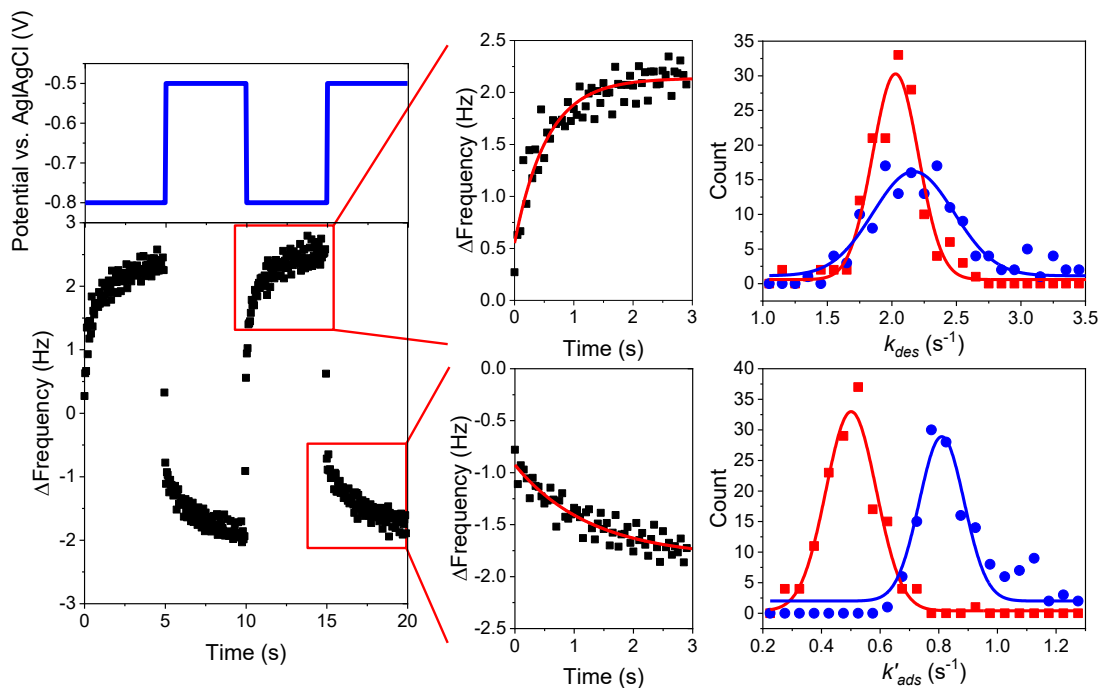 Potential vs. Ag|AgCl (V)
-0.5
-0.6
-0.7
-0.8
3
3
2
1
0
-1
-2
-3
ΔFrequency (Hz)
0 5 10 15 20
Time (s)
2.5
2.0
1.5
1.0
0.5
0.0
ΔFrequency (Hz)
0 1 2 3
Time (s)
35
30
25
20
15
10
5
0
Count
1.0 1.5 2.0 2.5 3.0 3.5
k_des (s⁻¹)
0.0
-0.5
-1.0
-1.5
-2.0
-2.5
ΔFrequency (Hz)
0 1 2 3
Time (s)
40
35
30
25
20
15
10
5
0
Count
0.2 0.4 0.6 0.8 1.0 1.2
k'_ads (s⁻¹)